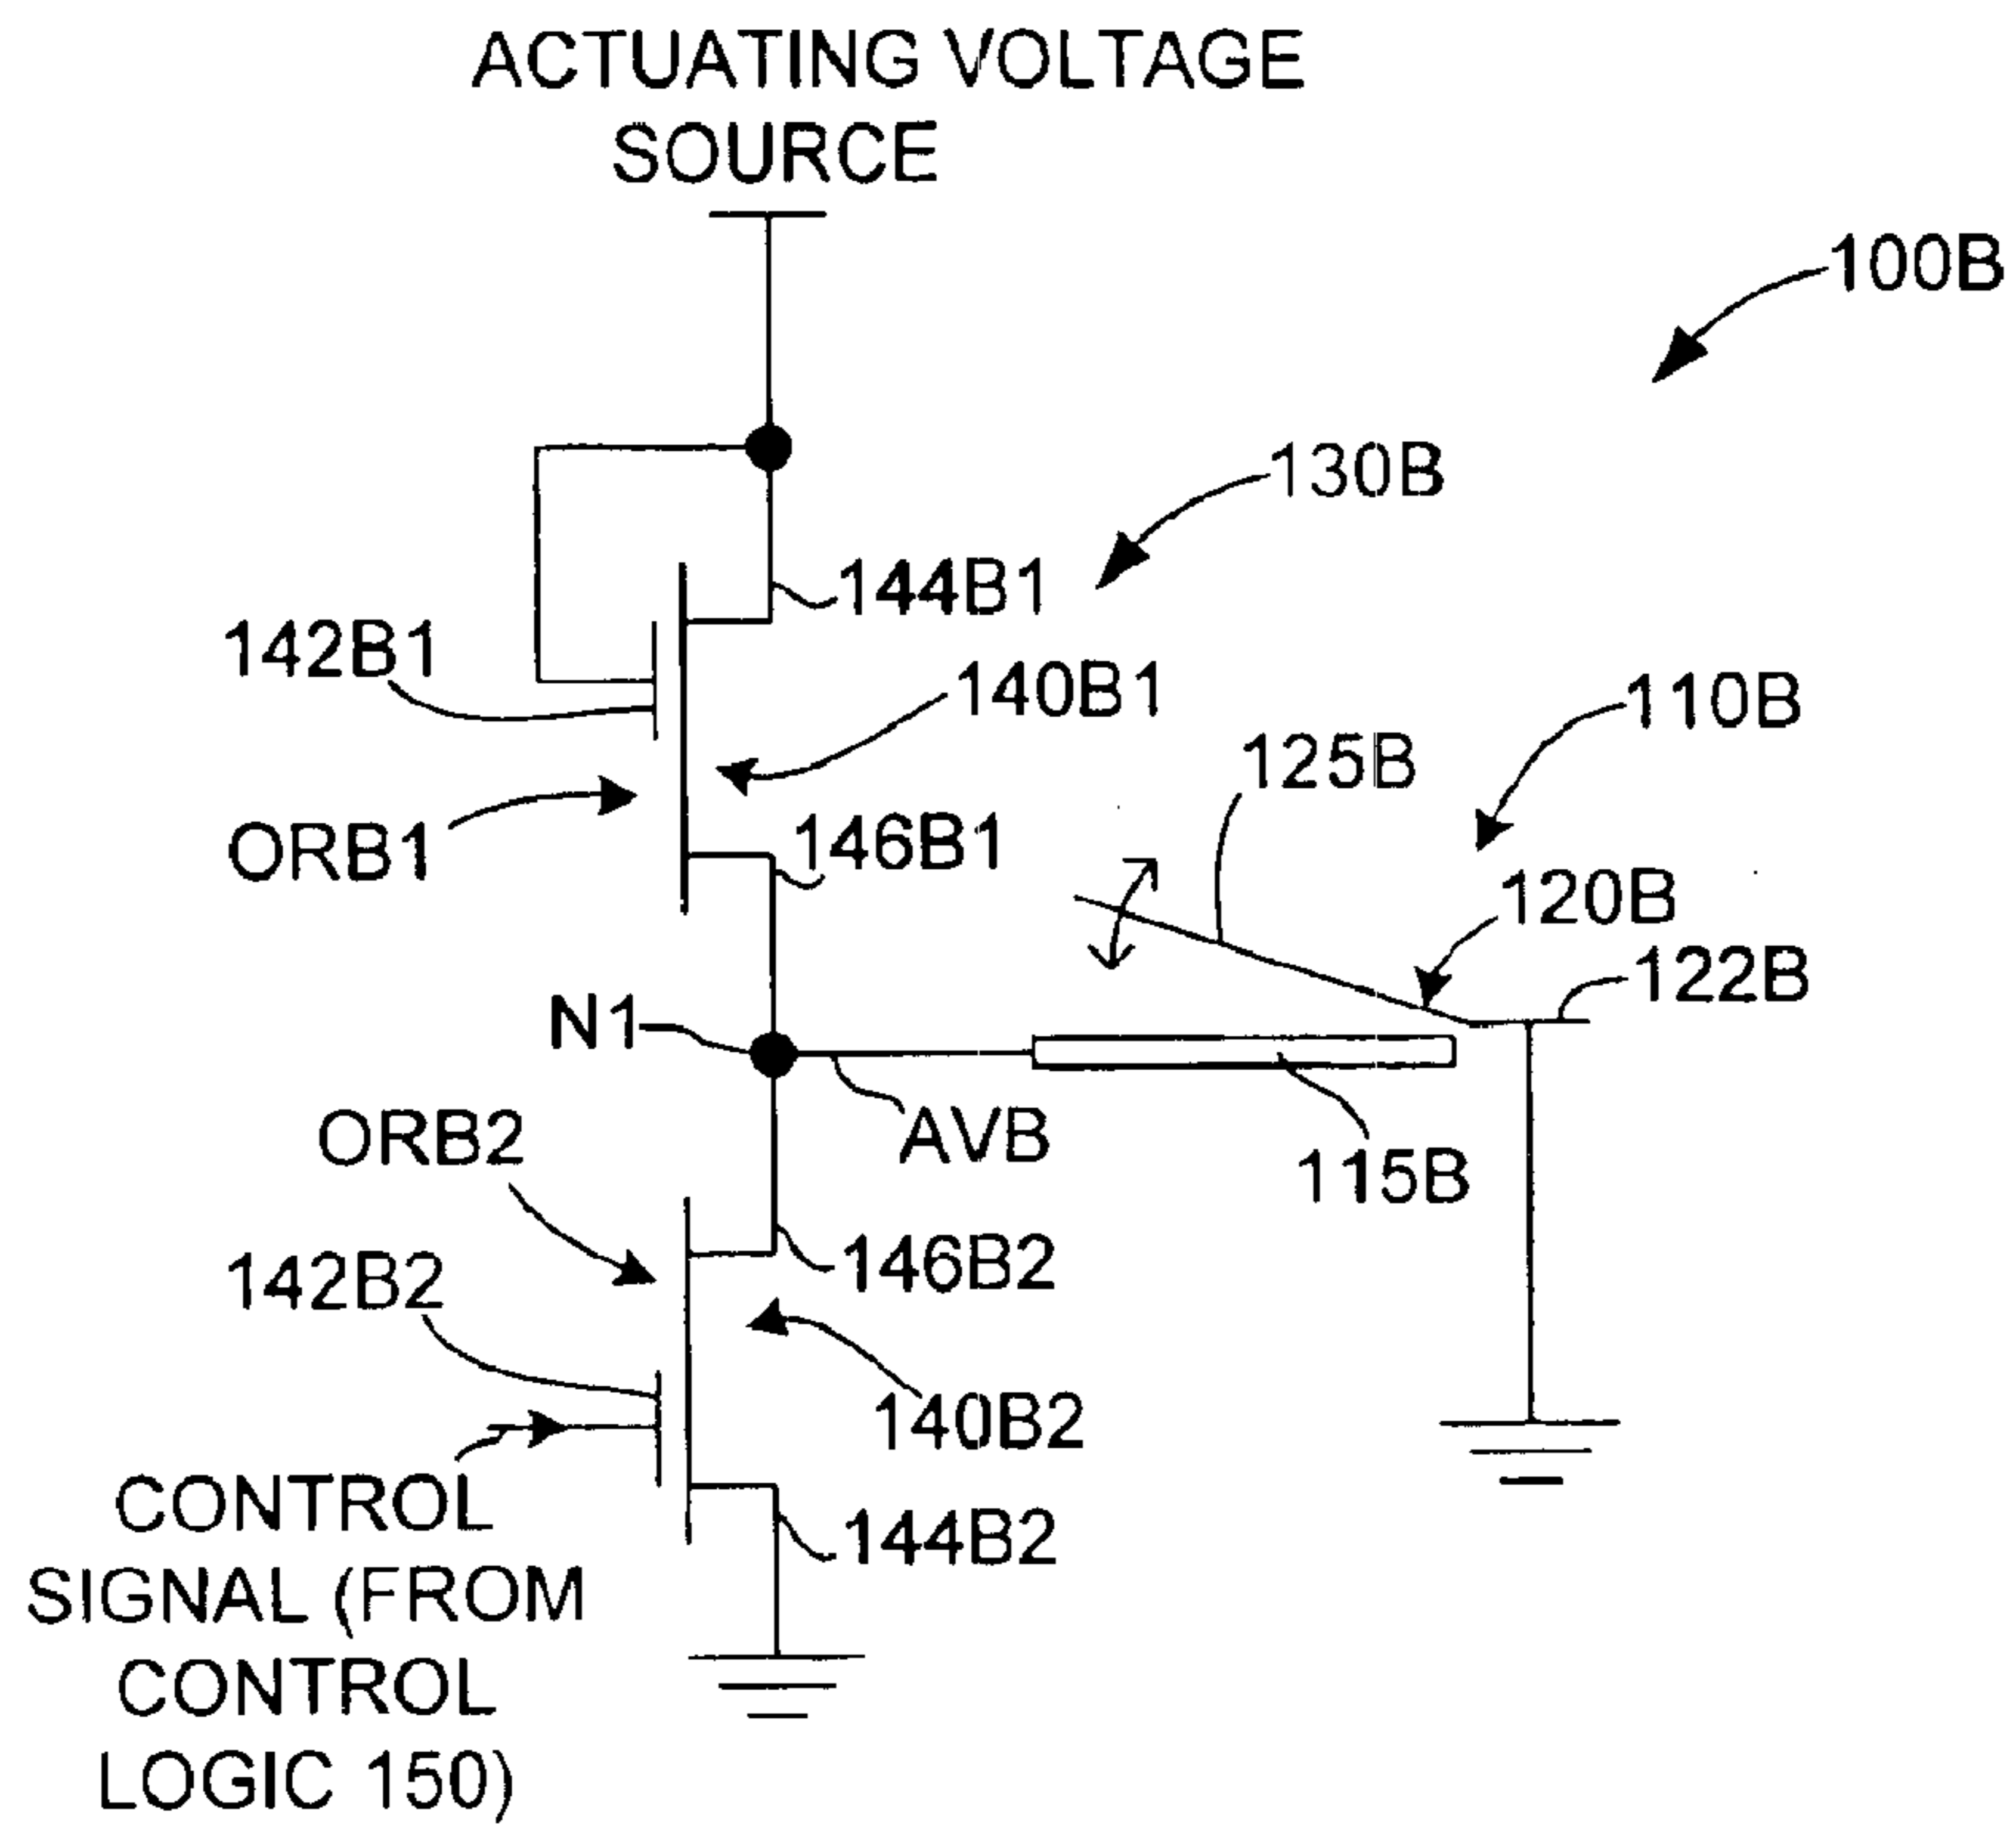 ACTUATING VOLTAGE
SOURCE
100B
130B
144B1
142B1
140B1
110B
125B
ORB1
146B1
120B
122B
N1
AVB
ORB2
115B
146B2
142B2
140B2
CONTROL
SIGNAL (FROM
CONTROL
LOGIC 150)
144B2